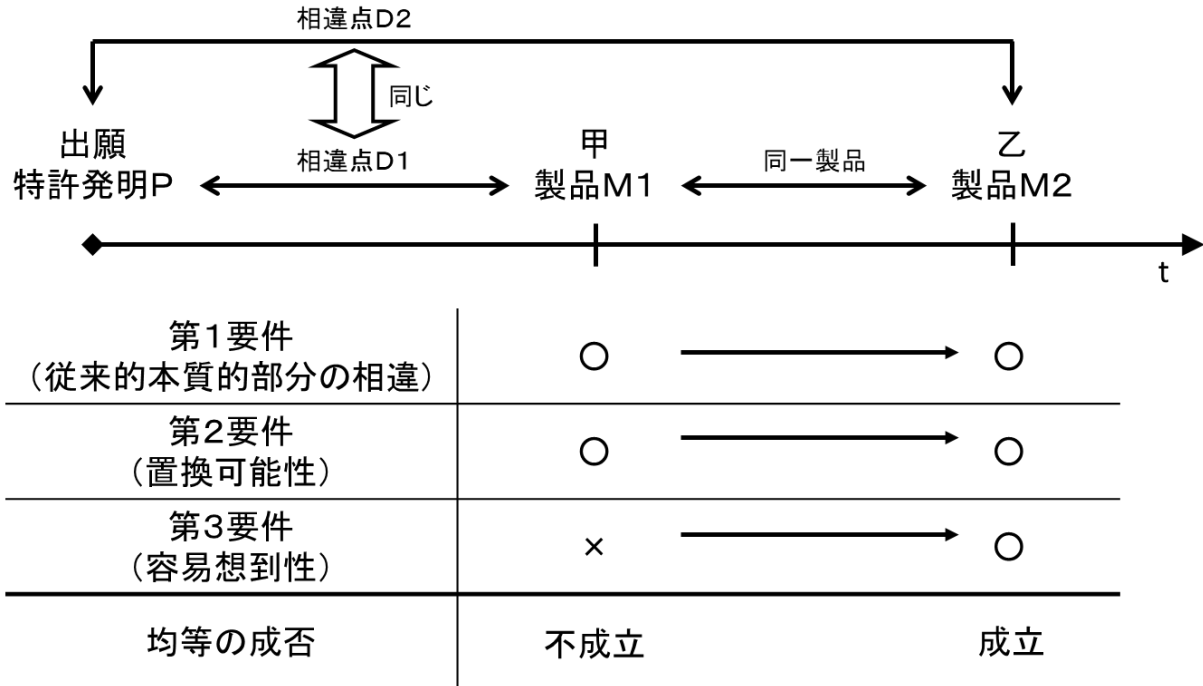 相違点D2
同じ
出願
特許発明P
相違点D1
甲
製品M1
同一製品
乙
製品M2
t
第1要件
(従来的本質的部分の相違)
○
○
第2要件
(置換可能性)
○
○
第3要件
(容易想到性)
×
○
均等の成否
不成立
成立